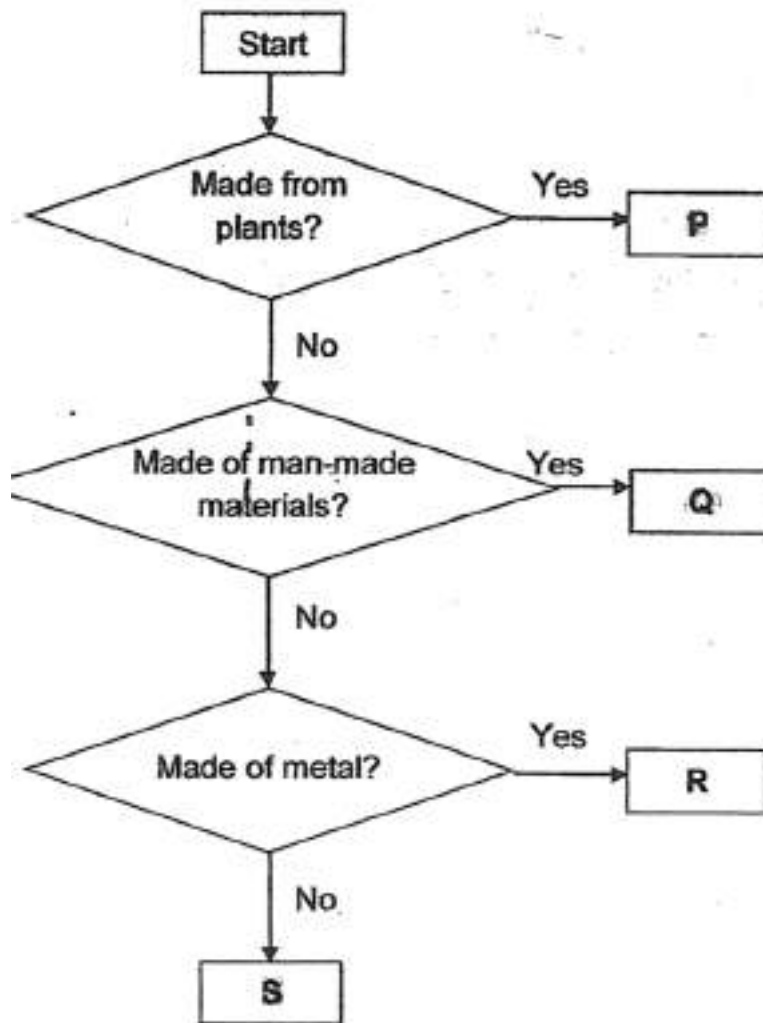 Start
Made from
plants?
Yes
P
No
Made of man-made
materials?
Yes
Q
No
Made of metal?
Yes
R
No
S